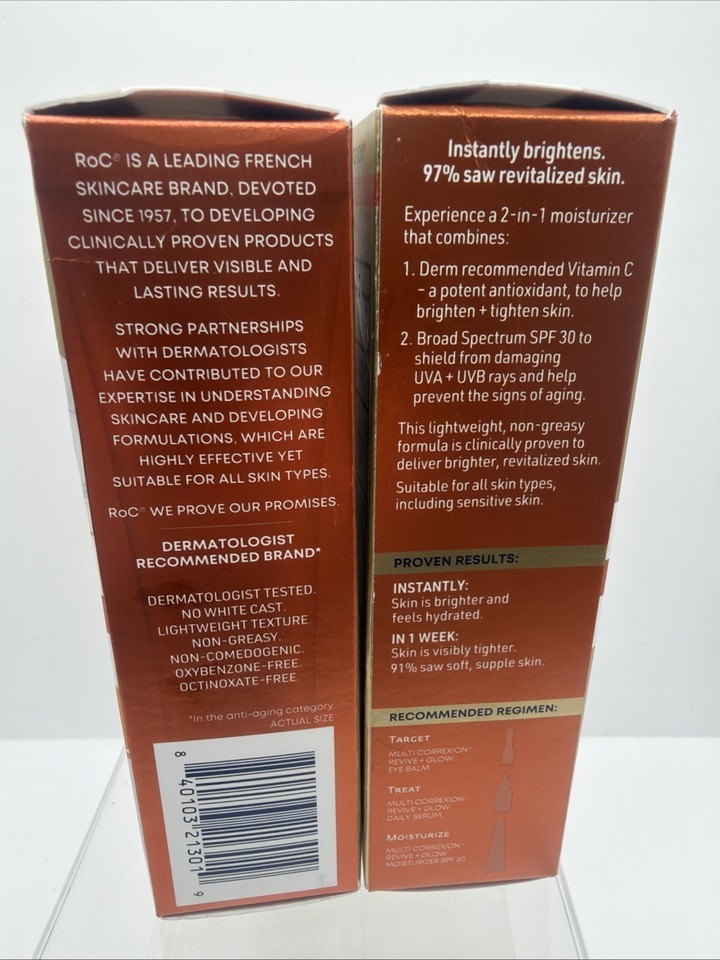 RoC® IS A LEADING FRENCH
SKINCARE BRAND, DEVOTED
SINCE 1957, TO DEVELOPING
CLINICALLY PROVEN PRODUCTS
THAT DELIVER VISIBLE AND
LASTING RESULTS.
STRONG PARTNERSHIPS
WITH DERMATOLOGISTS
HAVE CONTRIBUTED TO OUR
EXPERTISE IN UNDERSTANDING
SKINCARE AND DEVELOPING
FORMULATIONS, WHICH ARE
HIGHLY EFFECTIVE YET
SUITABLE FOR ALL SKIN TYPES.
RoC® WE PROVE OUR PROMISES.
DERMATOLOGIST
RECOMMENDED BRAND*
DERMATOLOGIST TESTED.
NO WHITE CAST.
LIGHTWEIGHT TEXTURE.
NON-GREASY.
NON-COMEDOGENIC.
OXYBENZONE-FREE.
OCTINOXATE-FREE.
*In the anti-aging category
ACTUAL SIZE
8 40103 21301 9
Instantly brightens.
97% saw revitalized skin.
Experience a 2-in-1 moisturizer
that combines:
1. Derm recommended Vitamin C
– a potent antioxidant, to help
brighten + tighten skin.
2. Broad Spectrum SPF 30 to
shield from damaging
UVA + UVB rays and help
prevent the signs of aging.
This lightweight, non-greasy
formula is clinically proven to
deliver brighter, revitalized skin.
Suitable for all skin types,
including sensitive skin.
PROVEN RESULTS:
INSTANTLY:
Skin is brighter and
feels hydrated.
IN 1 WEEK:
Skin is visibly tighter.
91% saw soft, supple skin.
RECOMMENDED REGIMEN:
TARGET
MULTI CORREXION®
REVIVE + GLOW
EYE BALM
TREAT
MULTI CORREXION®
REVIVE + GLOW
DAILY SERUM
MOISTURIZE
MULTI CORREXION®
REVIVE + GLOW
MOISTURIZER SPF 30